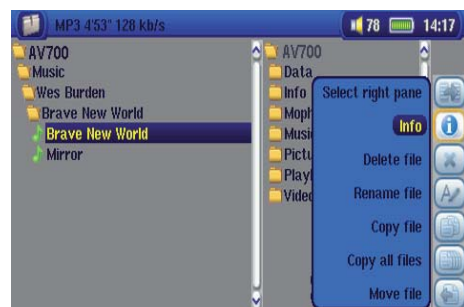 MP3 4'53" 128 kb/s 78 14:17
AV700
Music
Wes Burden
Brave New World
Brave New World
Mirror
AV700
Data
Info
Moph
Musi
Pictu
Playl
Video
Select right pane
Info
Delete file
Rename file
Copy file
Copy all files
Move file